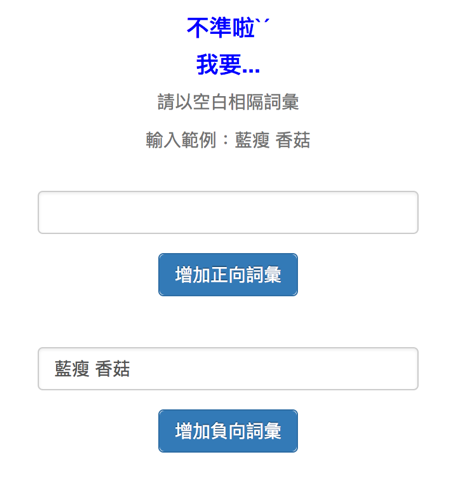 不準啦`ˊ
我要...
請以空白相隔詞彙
輸入範例：藍瘦 香菇
增加正向詞彙
藍瘦 香菇
增加負向詞彙